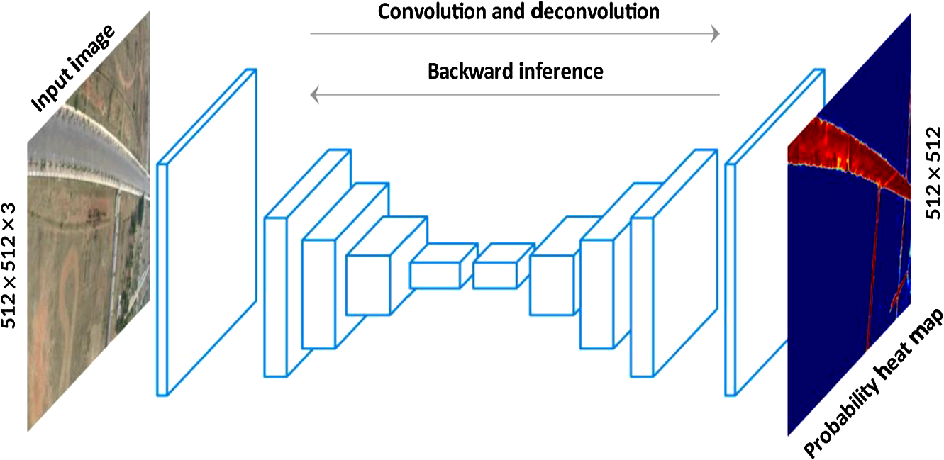 Convolution and deconvolution
Backward inference
Input image
512×512×3
512×512
Probability heat map